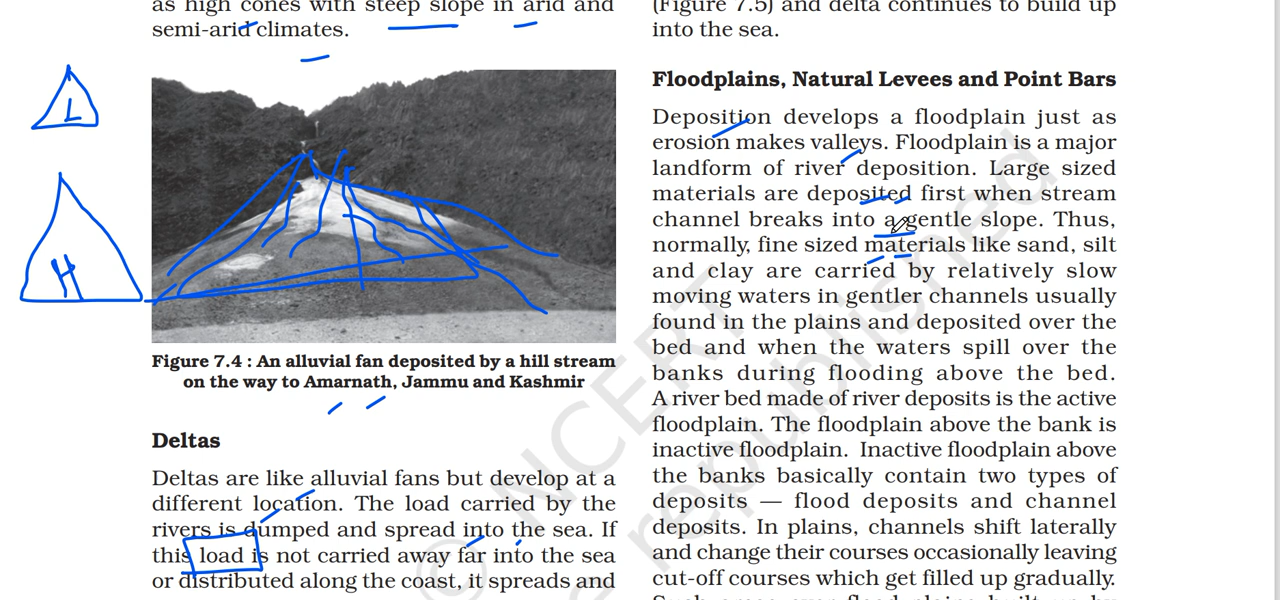 as high cones with steep slope in arid and
semi-arid climates.
L
H
Figure 7.4 : An alluvial fan deposited by a hill stream
on the way to Amarnath, Jammu and Kashmir
Deltas
Deltas are like alluvial fans but develop at a
different location. The load carried by the
rivers is dumped and spread into the sea. If
this load is not carried away far into the sea
or distributed along the coast, it spreads and
(Figure 7.5) and delta continues to build up
into the sea.
Floodplains, Natural Levees and Point Bars
Deposition develops a floodplain just as
erosion makes valleys. Floodplain is a major
landform of river deposition. Large sized
materials are deposited first when stream
channel breaks into a gentle slope. Thus,
normally, fine sized materials like sand, silt
and clay are carried by relatively slow
moving waters in gentler channels usually
found in the plains and deposited over the
bed and when the waters spill over the
banks during flooding above the bed.
A river bed made of river deposits is the active
floodplain. The floodplain above the bank is
inactive floodplain. Inactive floodplain above
the banks basically contain two types of
deposits — flood deposits and channel
deposits. In plains, channels shift laterally
and change their courses occasionally leaving
cut-off courses which get filled up gradually.
© NCERT
republished